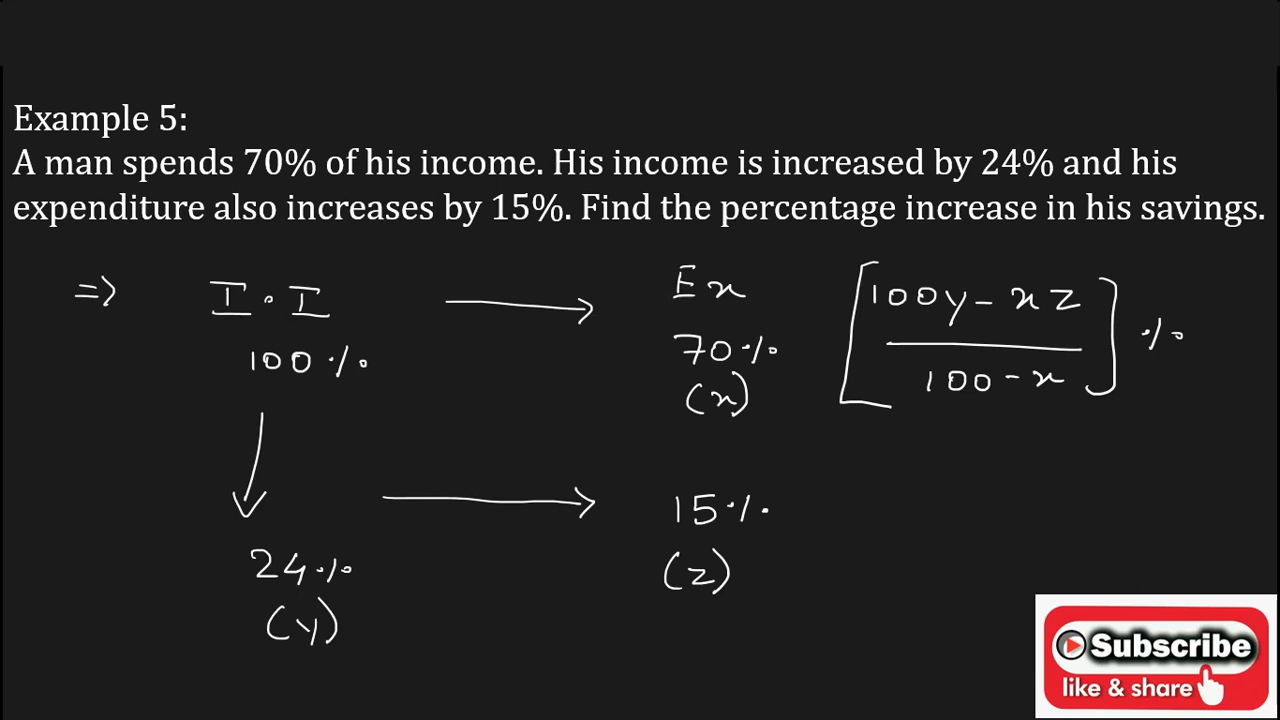 Example 5:
A man spends 70% of his income. His income is increased by 24% and his
expenditure also increases by 15%. Find the percentage increase in his savings.
=> I.I → Ex [100y - xz / 100 - x] %
100% 70%
(x)
→ 15%
24% (z)
(y)
Subscribe
like & share